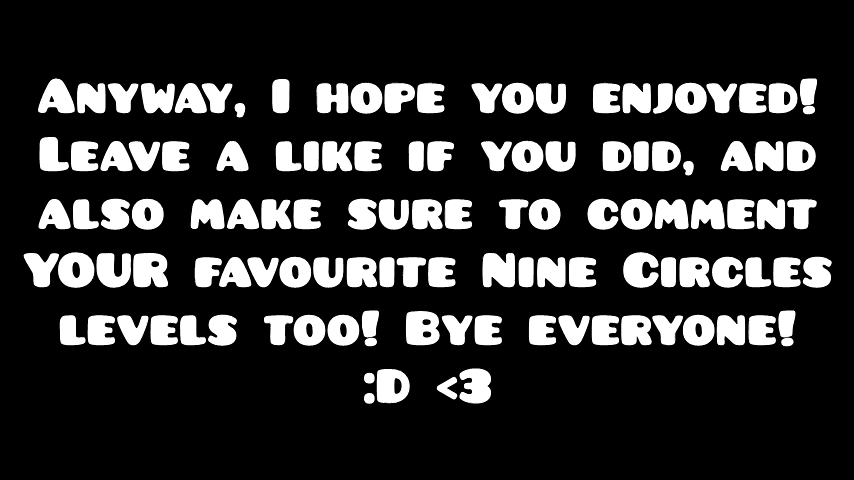 Anyway, I hope you enjoyed!
Leave a like if you did, and
also make sure to comment
YOUR favourite Nine Circles
levels too! Bye everyone!
:D <3